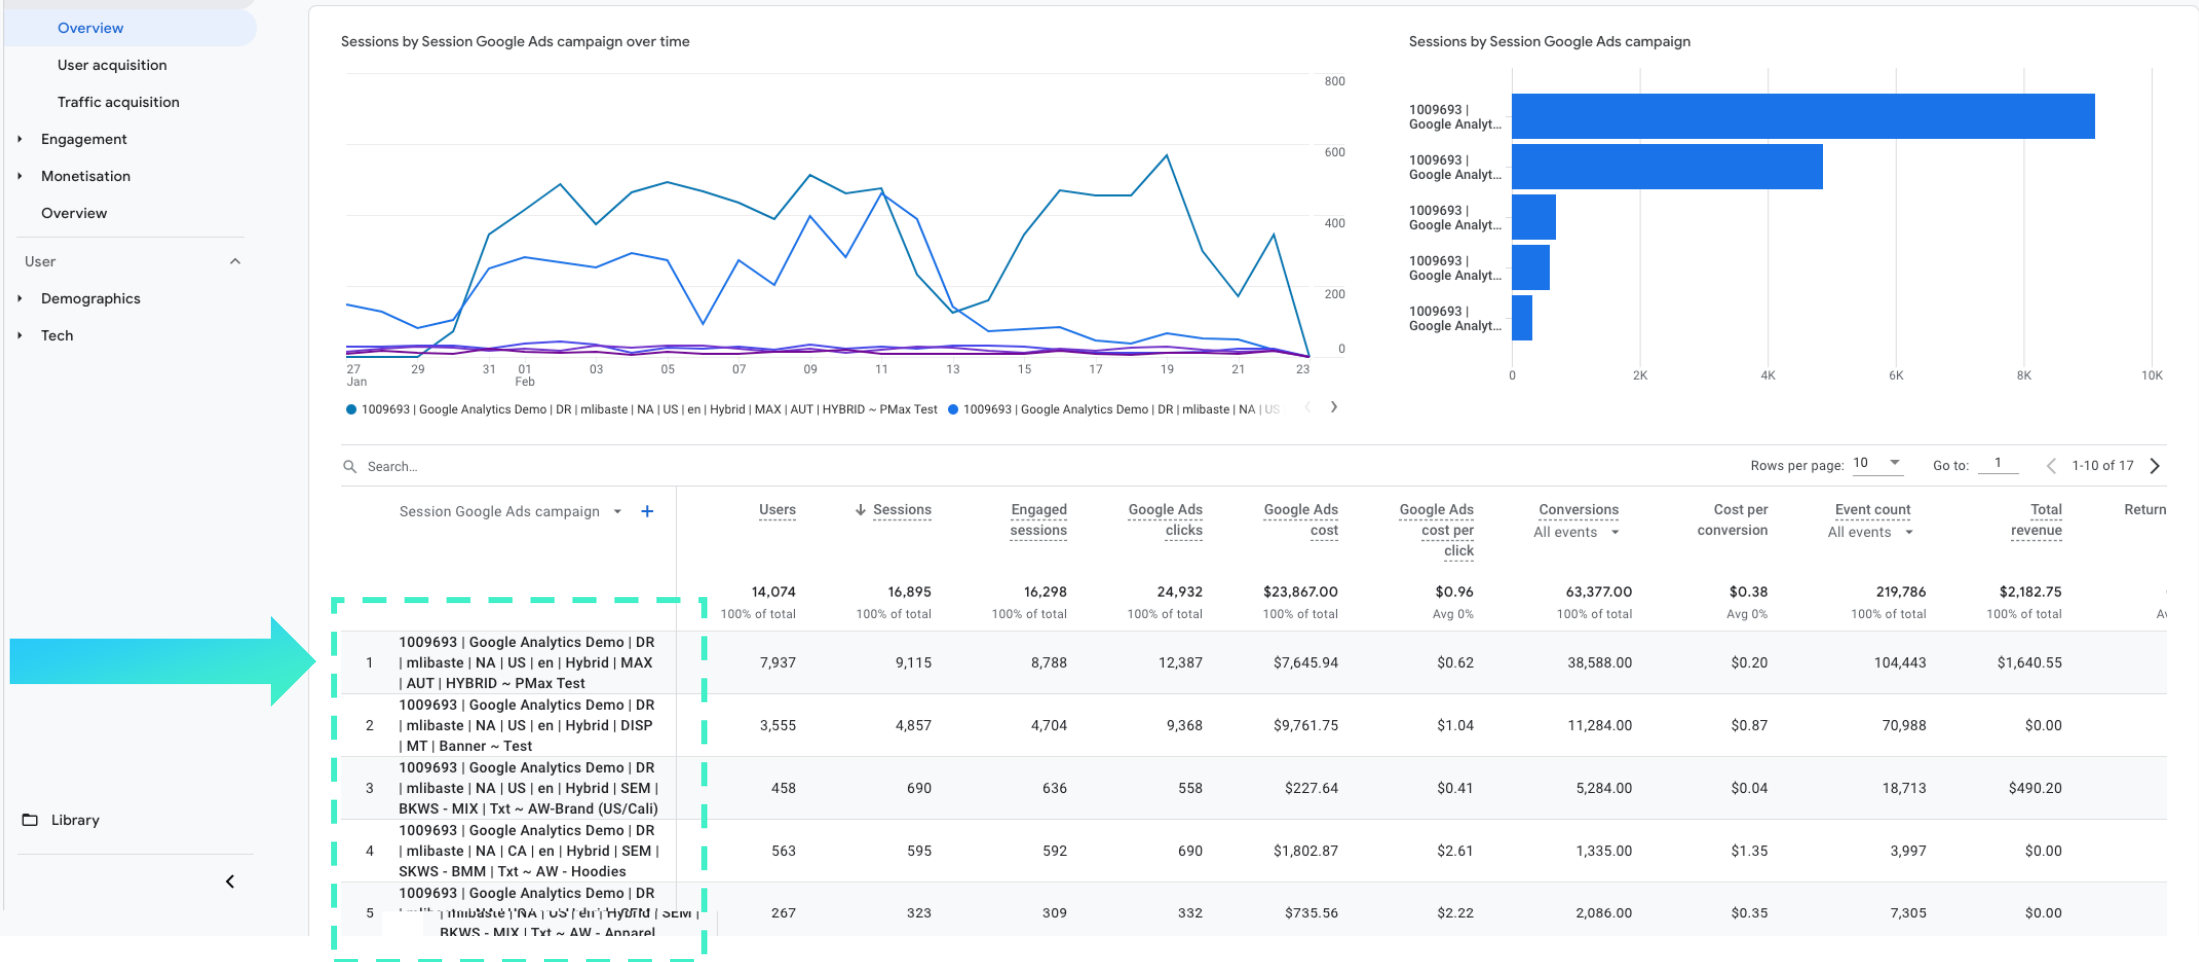 Overview
User acquisition
Traffic acquisition
Engagement
Monetisation
Overview
User
Demographics
Tech
Library
Sessions by Session Google Ads campaign over time
800
600
400
200
0
27 Jan
29
31
01 Feb
03
05
07
09
11
13
15
17
19
21
23
1009693 | Google Analytics Demo | DR | mlibaste | NA | US | en | Hybrid | MAX | AUT | HYBRID ~ PMax Test
1009693 | Google Analytics Demo | DR | mlibaste | NA | US
Sessions by Session Google Ads campaign
1009693 |
Google Analyt...
1009693 |
Google Analyt...
1009693 |
Google Analyt...
1009693 |
Google Analyt...
1009693 |
Google Analyt...
0 2K 4K 6K 8K 10K
Search...
Rows per page: 10 Go to: 1 1-10 of 17
Session Google Ads campaign +
Users
Sessions
Engaged
sessions
Google Ads
clicks
Google Ads
cost
Google Ads
cost per
click
Conversions
All events
Cost per
conversion
Event count
All events
Total
revenue
Return
14,074 16,895 16,298 24,932 $23,867.00 $0.96 63,377.00 $0.38 219,786 $2,182.75
100% of total 100% of total 100% of total 100% of total 100% of total Avg 0% 100% of total Avg 0% 100% of total 100% of total
1009693 | Google Analytics Demo | DR
1 | mlibaste | NA | US | en | Hybrid | MAX 7,937 9,115 8,788 12,387 $7,645.94 $0.62 38,588.00 $0.20 104,443 $1,640.55
| AUT | HYBRID ~ PMax Test
1009693 | Google Analytics Demo | DR
2 | mlibaste | NA | US | en | Hybrid | DISP 3,555 4,857 4,704 9,368 $9,761.75 $1.04 11,284.00 $0.87 70,988 $0.00
| MT | Banner ~ Test
1009693 | Google Analytics Demo | DR
3 | mlibaste | NA | US | en | Hybrid | SEM | 458 690 636 558 $227.64 $0.41 5,284.00 $0.04 18,713 $490.20
BKWS - MIX | Txt ~ AW-Brand (US/Cali)
1009693 | Google Analytics Demo | DR
4 | mlibaste | NA | CA | en | Hybrid | SEM | 563 595 592 690 $1,802.87 $2.61 1,335.00 $1.35 3,997 $0.00
SKWS - BMM | Txt ~ AW - Hoodies
1009693 | Google Analytics Demo | DR
5 | mlibaste | NA | US | en | Hybrid | SEM | 267 323 309 332 $735.56 $2.22 2,086.00 $0.35 7,305 $0.00
BKWS - MIX | Txt ~ AW - Apparel